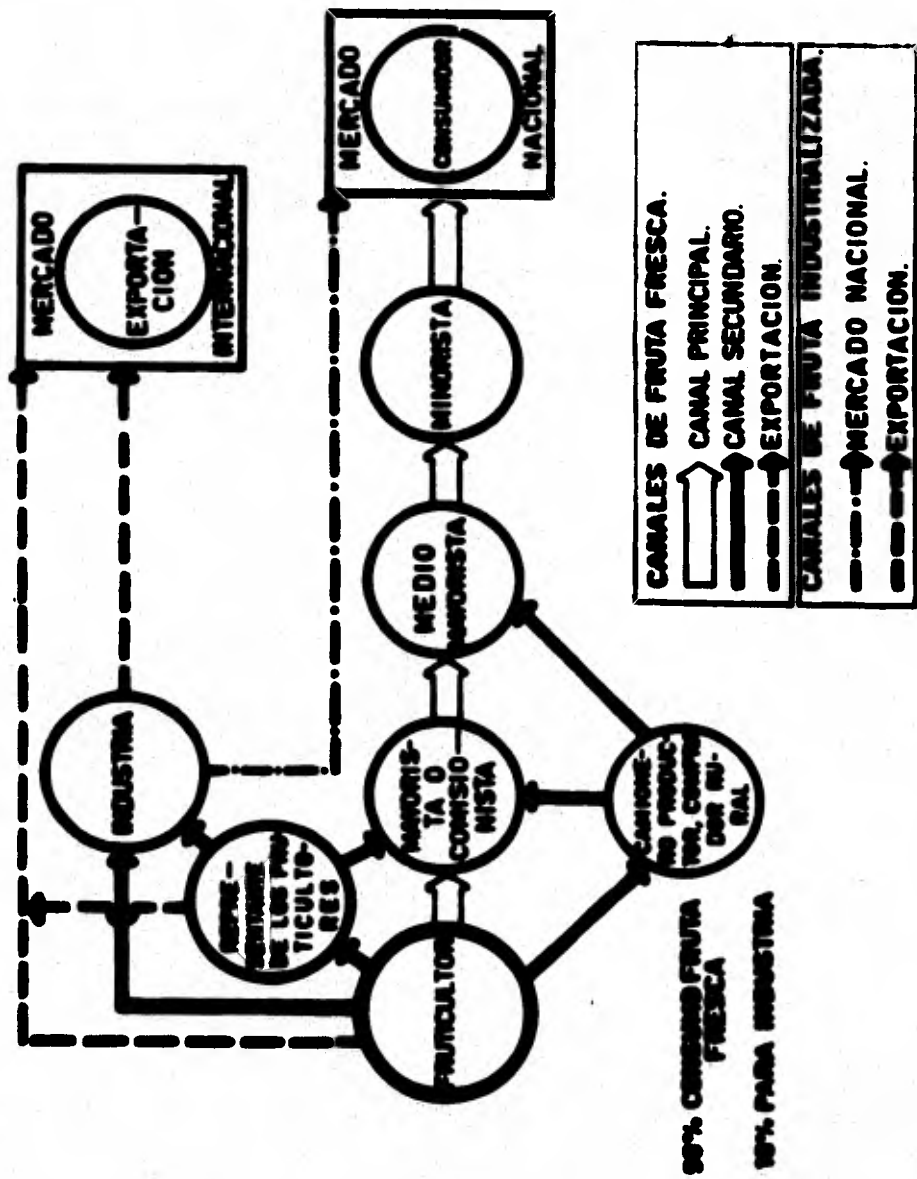 MERCADO
EXPORTA-
CION
INTERNACIONAL
MERCADO
CONSUMIDOR
NACIONAL
INDUSTRIA
REPRE-
SENTANTE
DE LOS FRU
TICULTO-
RES
FRUTICULTOR
MAYORIS-
TA O
COMISIO-
NISTA
MEDIO
MAYORISTA
MINORISTA
CAMIONE-
RO PRODUC-
TOR, COMPRA
DOR RU-
RAL
90% CONSUMO FRUTA
FRESCA
10% PARA INDUSTRIA
CANALES DE FRUTA FRESCA.
CANAL PRINCIPAL.
CANAL SECUNDARIO.
EXPORTACION.
CANALES DE FRUTA INDUSTRIALIZADA.
MERCADO NACIONAL.
EXPORTACION.